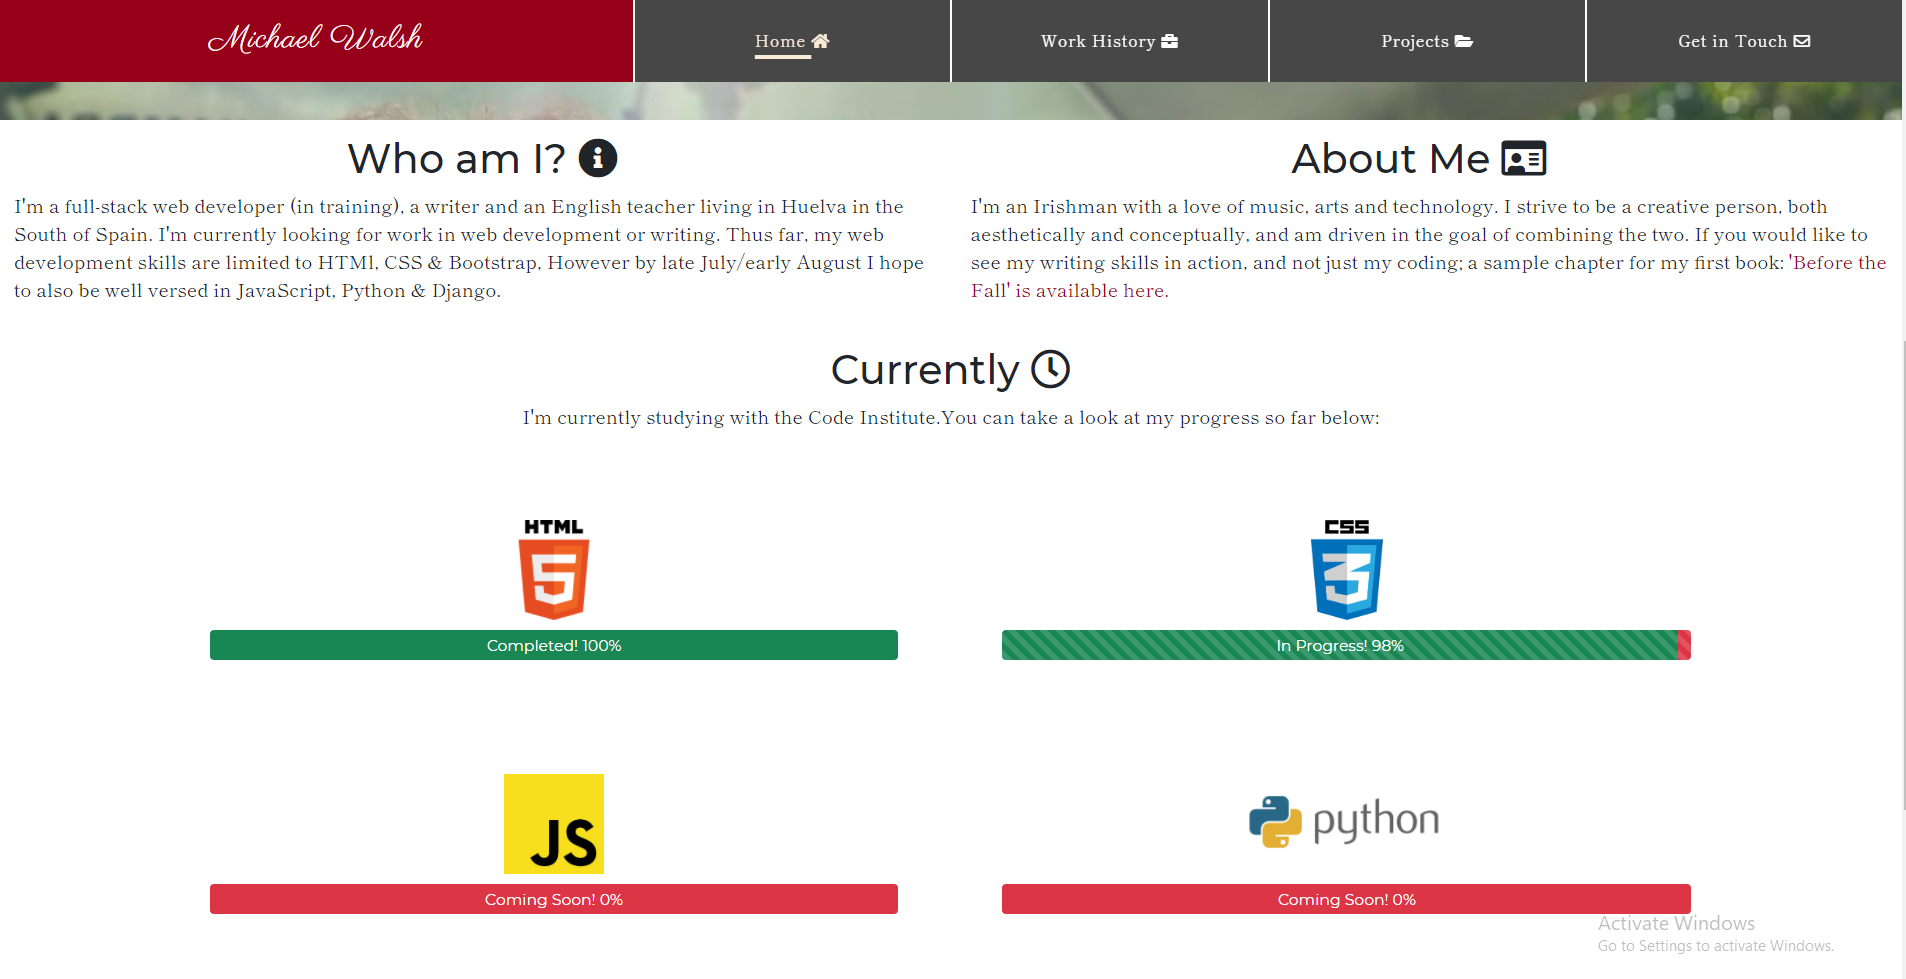 Michael Walsh
Home
Work History
Projects
Get in Touch
Who am I?
I'm a full-stack web developer (in training), a writer and an English teacher living in Huelva in the
South of Spain. I'm currently looking for work in web development or writing. Thus far, my web
development skills are limited to HTMl, CSS & Bootstrap, However by late July/early August I hope
to also be well versed in JavaScript, Python & Django.
About Me
I'm an Irishman with a love of music, arts and technology. I strive to be a creative person, both
aesthetically and conceptually, and am driven in the goal of combining the two. If you would like to
see my writing skills in action, and not just my coding; a sample chapter for my first book: 'Before the
Fall' is available here.
Currently
I'm currently studying with the Code Institute.You can take a look at my progress so far below:
HTML
5
Completed! 100%
CSS
3
In Progress! 98%
JS
Coming Soon! 0%
python
Coming Soon! 0%
Activate Windows
Go to Settings to activate Windows.